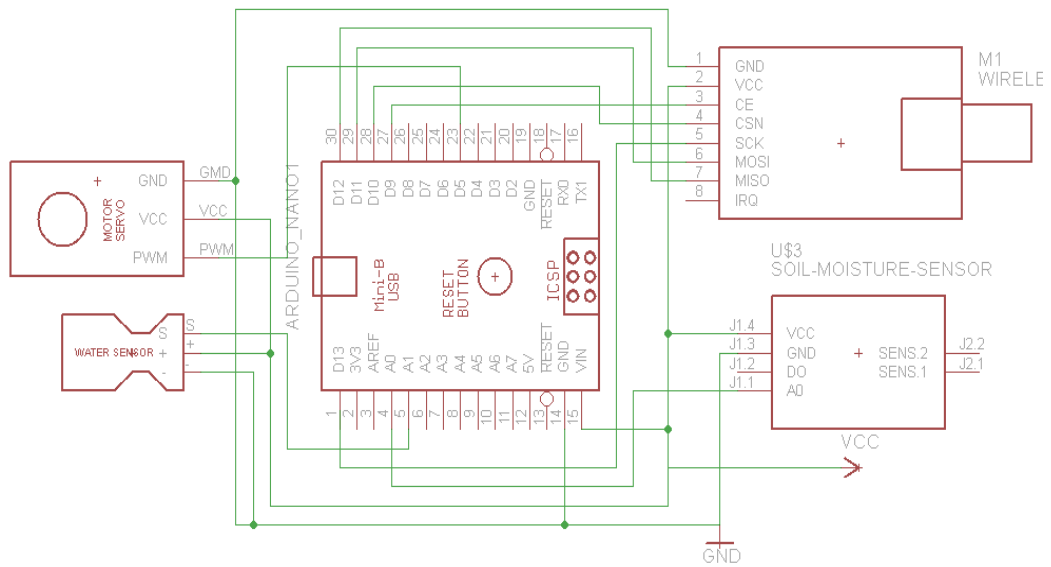 M1
WIRELE
1 GND
2 VCC
3 CE
4 CSN
5 SCK
6 MOSI
7 MISO
8 IRQ
30 29 28 27 26 25 24 23 22 21 20 19 18 17 16
D12 D11 D10 D9 D8 D7 D6 D5 D4 D3 D2 GND RESET RX0 TX1
ARDUINO_NANO1
Mini-B
USB
RESET
BUTTON
ICSP
D13 3V3 AREF A0 A1 A2 A3 A4 A5 A6 A7 5V RESET GND VIN
1 2 3 4 5 6 7 8 9 10 11 12 13 14 15
MOTOR
SERVO
GND GMD
VCC VCC
PWM PWM
WATER SENSOR
S S
+ +
- -
U$3
SOIL-MOISTURE-SENSOR
J1.4 VCC
J1.3 GND SENS.2 J2.2
J1.2 DO SENS.1 J2.1
J1.1 A0
VCC
GND